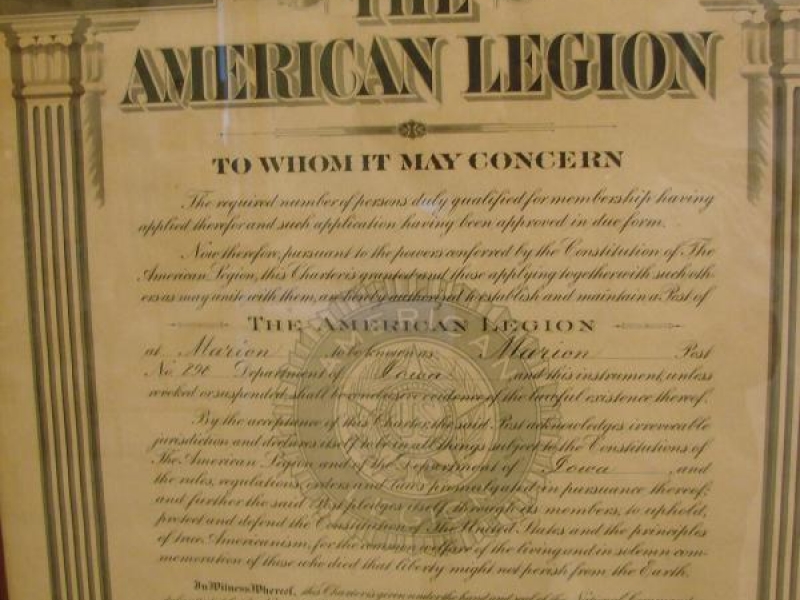 THE
AMERICAN LEGION
TO WHOM IT MAY CONCERN
The required number of persons duly qualified for membership having
applied therefor and such application having been approved in due form.
Now therefore, pursuant to the powers conferred by the Constitution of The
American Legion, this Charter is granted and those applying together with such oth-
ers as may unite with them, are hereby authorized to establish and maintain a Post of
THE AMERICAN LEGION
at Marion to be known as Marion Post
No. 298 Department of Iowa and this instrument, unless
revoked or suspended, shall be conclusive evidence of the lawful existence thereof.
By the acceptance of this Charter, the said Post acknowledges irrevocable
jurisdiction and declares itself to be in all things subject to the Constitutions of
The American Legion and of the Department of Iowa and
the rules, regulations, orders and laws promulgated in pursuance thereof;
and further the said Post pledges itself, through its members, to uphold,
protect and defend the Constitution of The United States and the principles
of true Americanism, for the common welfare of the living and in solemn com-
memoration of those who died that liberty might not perish from the Earth.
In Witness Whereof, this Charter is given under the hand and seal of the National Commander
AMERICAN
US